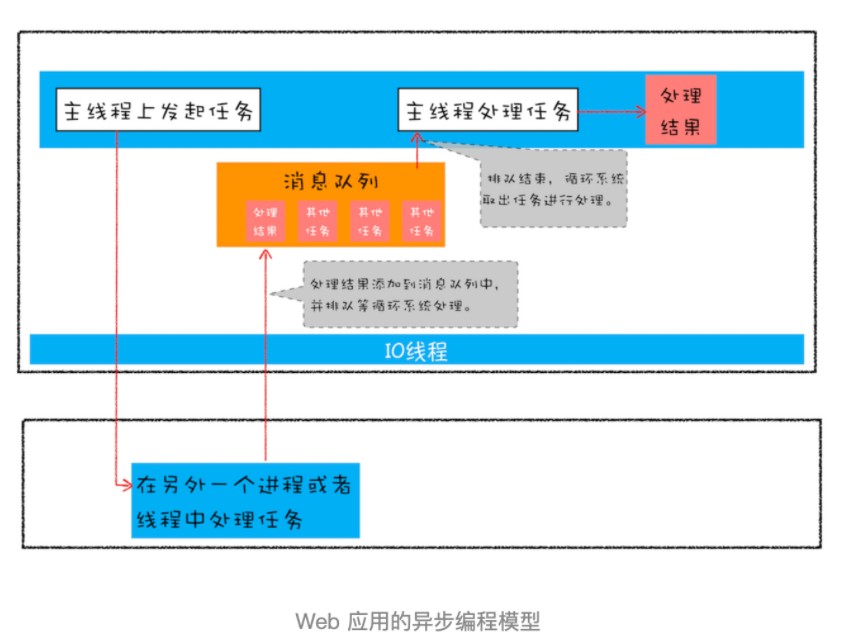 主线程上发起任务
主线程处理任务
处理
结果
消息队列
处理
结果
其他
任务
其他
任务
其他
任务
排队结束，循环系统
取出任务进行处理。
处理结果添加到消息队列中，
并排队等循环系统处理。
IO线程
在另外一个进程或者
线程中处理任务
Web 应用的异步编程模型